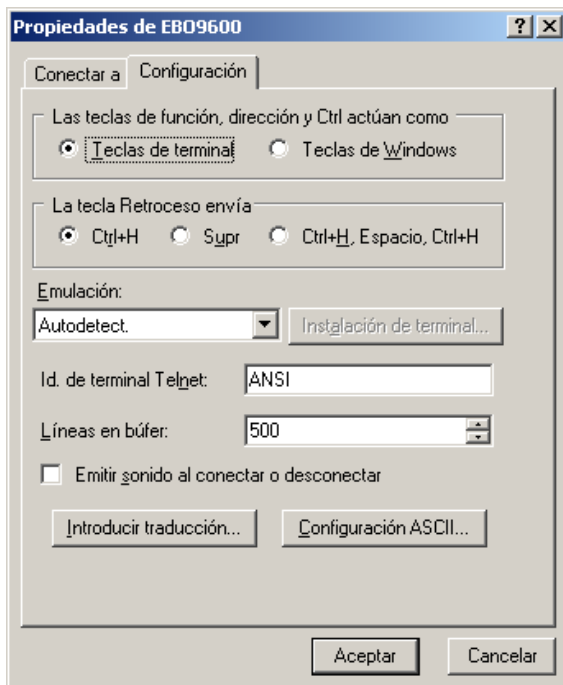 Propiedades de EBO9600
Conectar a Configuración
Las teclas de función, dirección y Ctrl actúan como
Teclas de terminal Teclas de Windows
La tecla Retroceso envía
Ctrl+H Supr Ctrl+H, Espacio, Ctrl+H
Emulación:
Autodetect. Instalación de terminal...
Id. de terminal Telnet: ANSI
Líneas en búfer: 500
Emitir sonido al conectar o desconectar
Introducir traducción... Configuración ASCII...
Aceptar Cancelar